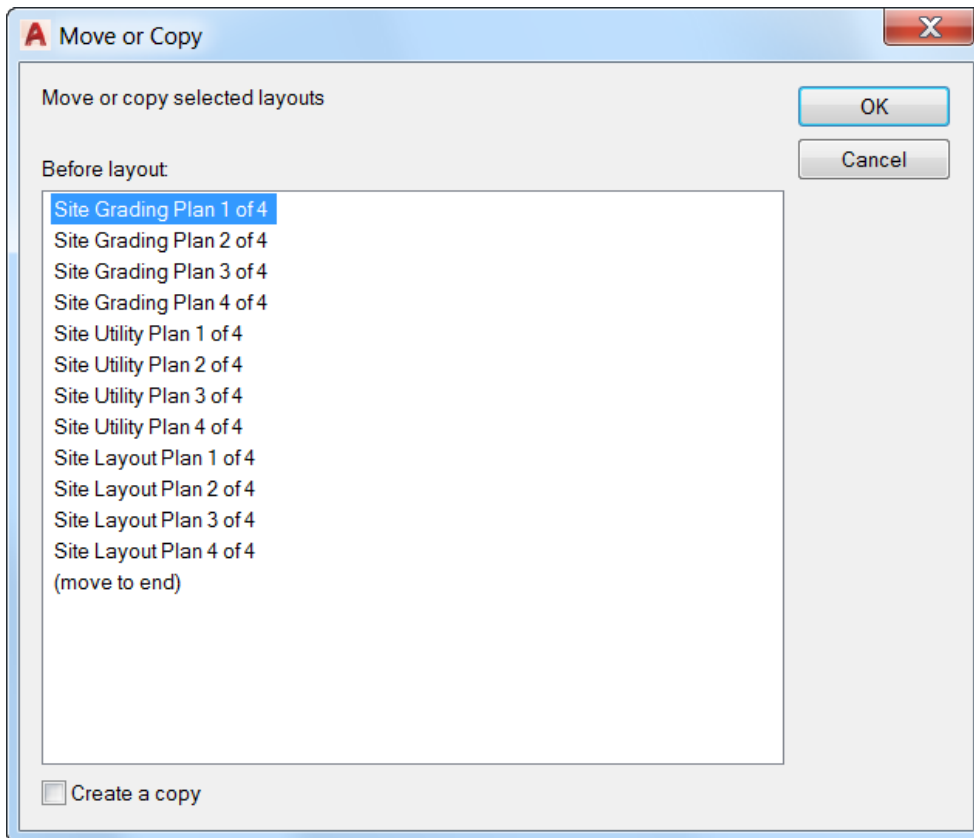 Move or Copy
Move or copy selected layouts
OK
Cancel
Before layout:
Site Grading Plan 1 of 4
Site Grading Plan 2 of 4
Site Grading Plan 3 of 4
Site Grading Plan 4 of 4
Site Utility Plan 1 of 4
Site Utility Plan 2 of 4
Site Utility Plan 3 of 4
Site Utility Plan 4 of 4
Site Layout Plan 1 of 4
Site Layout Plan 2 of 4
Site Layout Plan 3 of 4
Site Layout Plan 4 of 4
(move to end)
Create a copy